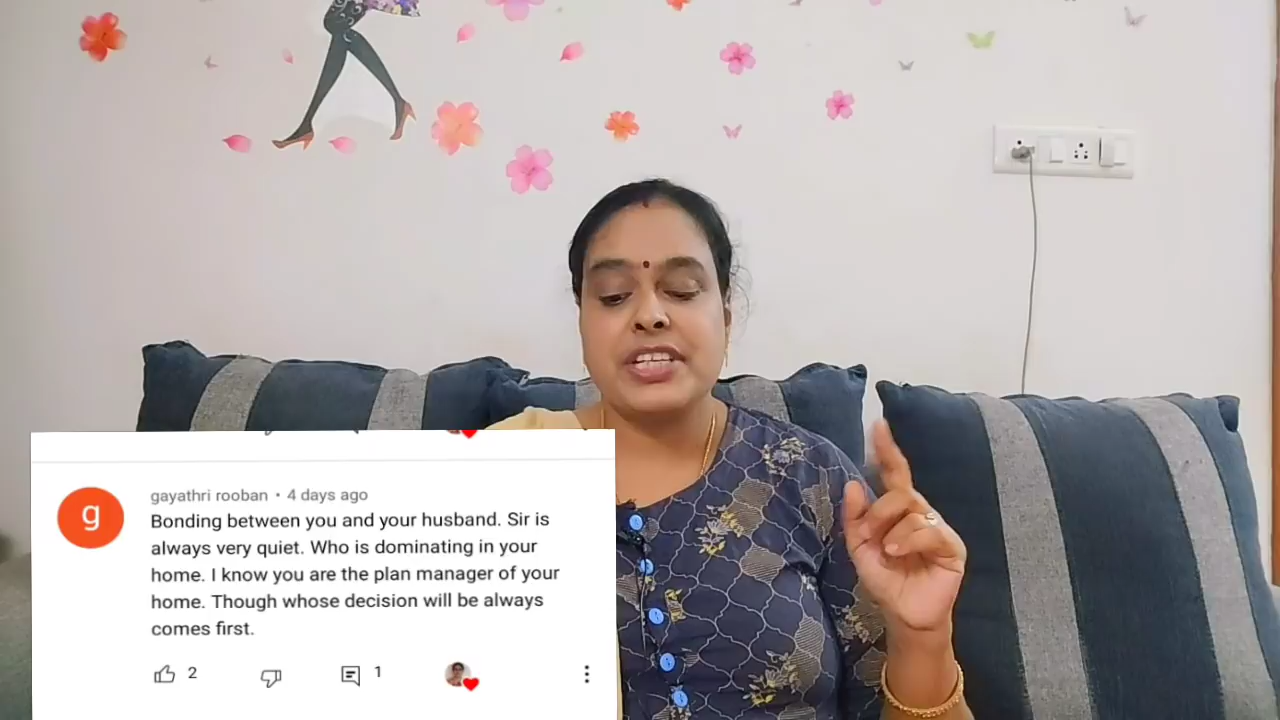 g
gayathri rooban • 4 days ago
Bonding between you and your husband. Sir is
always very quiet. Who is dominating in your
home. I know you are the plan manager of your
home. Though whose decision will be always
comes first.
2
1